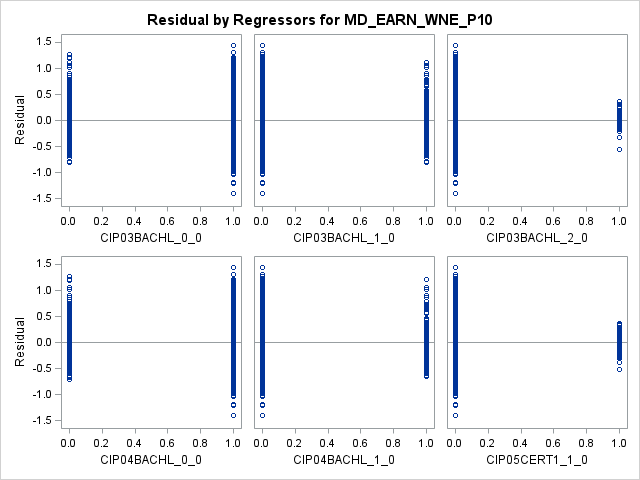 Residual by Regressors for MD_EARN_WNE_P10
1.5
1.0
0.5
0.0
-0.5
-1.0
-1.5
Residual
0.0 0.2 0.4 0.6 0.8 1.0 0.0 0.2 0.4 0.6 0.8 1.0 0.0 0.2 0.4 0.6 0.8 1.0
CIP03BACHL_0_0 CIP03BACHL_1_0 CIP03BACHL_2_0
1.5
1.0
0.5
0.0
-0.5
-1.0
-1.5
Residual
0.0 0.2 0.4 0.6 0.8 1.0 0.0 0.2 0.4 0.6 0.8 1.0 0.0 0.2 0.4 0.6 0.8 1.0
CIP04BACHL_0_0 CIP04BACHL_1_0 CIP05CERT1_1_0